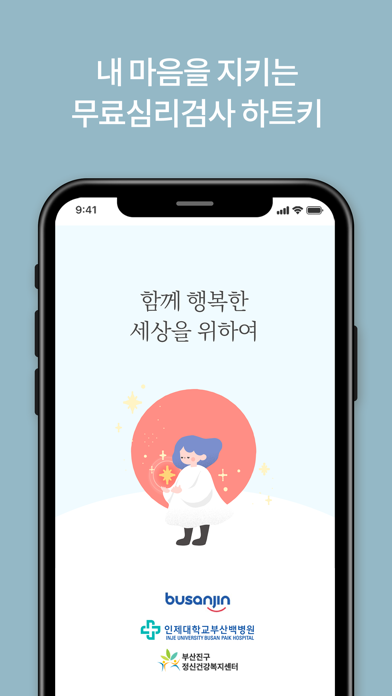 내 마음을 지키는
무료심리검사 하트키
9:41
함께 행복한
세상을 위하여
busanjin
인제대학교부산백병원
INJE UNIVERSITY BUSAN PAIK HOSPITAL
부산진구
정신건강복지센터